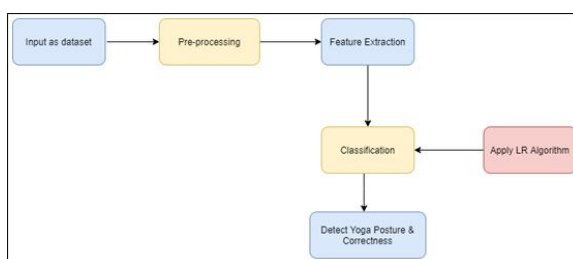 Input as dataset
Pre-processing
Feature Extraction
Classification
Apply LR Algorithm
Detect Yoga Posture &
Correctness